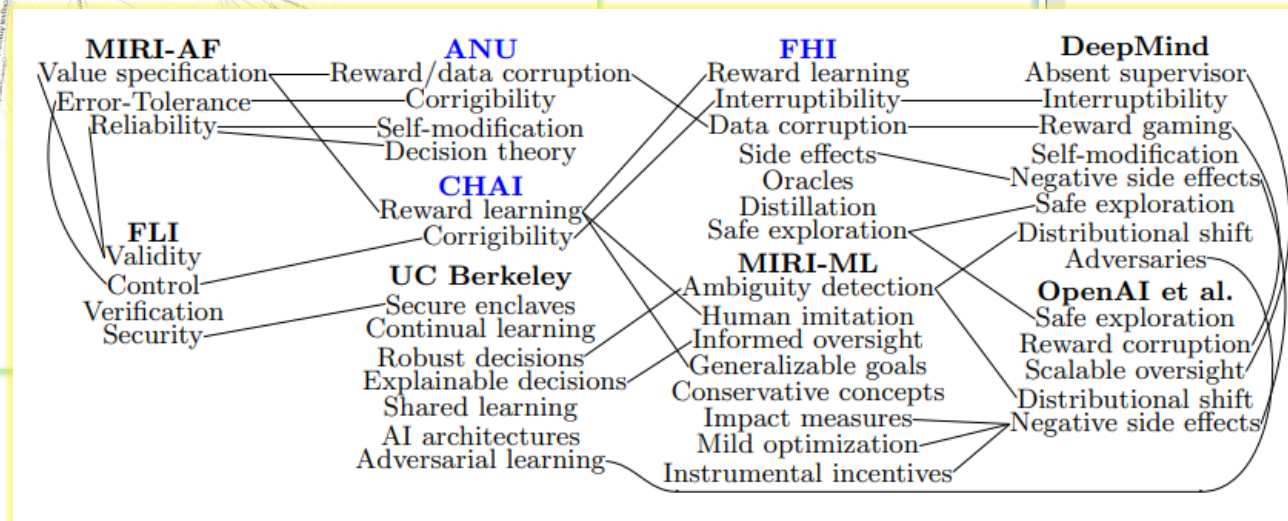 MIRI-AF
Value specification
Error-Tolerance
Reliability
FLI
Validity
Control
Verification
Security
ANU
Reward/data corruption
Corrigibility
Self-modification
Decision theory
CHAI
Reward learning
Corrigibility
UC Berkeley
Secure enclaves
Continual learning
Robust decisions
Explainable decisions
Shared learning
AI architectures
Adversarial learning
FHI
Reward learning
Interruptibility
Data corruption
Side effects
Oracles
Distillation
Safe exploration
MIRI-ML
Ambiguity detection
Human imitation
Informed oversight
Generalizable goals
Conservative concepts
Impact measures
Mild optimization
Instrumental incentives
DeepMind
Absent supervisor
Interruptibility
Reward gaming
Self-modification
Negative side effects
Safe exploration
Distributional shift
Adversaries
OpenAI et al.
Safe exploration
Reward corruption
Scalable oversight
Distributional shift
Negative side effects